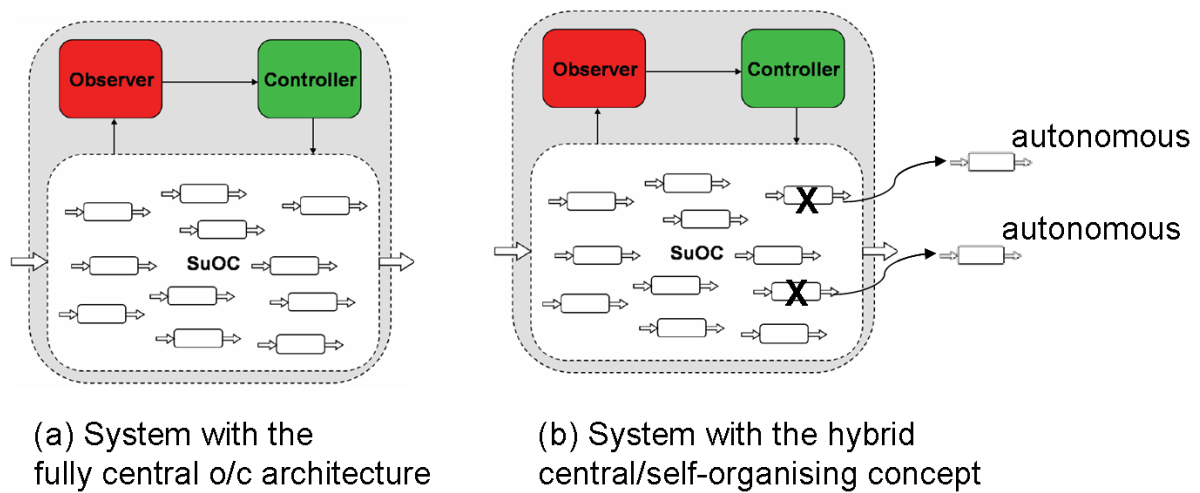 Observer
Controller
SuOC
(a) System with the
fully central o/c architecture
Observer
Controller
autonomous
X
autonomous
SuOC
X
(b) System with the hybrid
central/self-organising concept